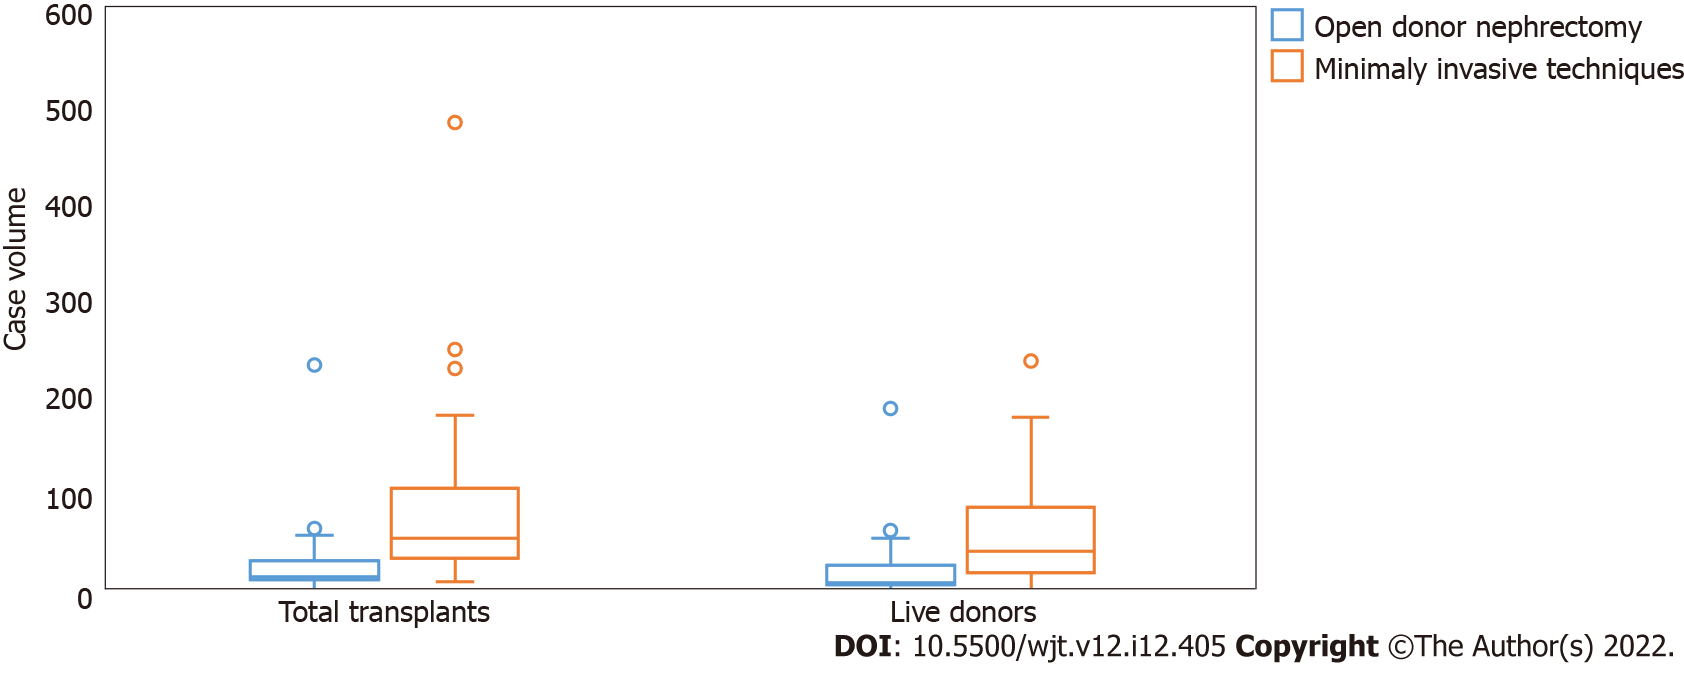 600
500
400
300
200
100
0
Case volume
Total transplants
Live donors
Open donor nephrectomy
Minimaly invasive techniques
DOI: 10.5500/wjt.v12.i12.405 Copyright ©The Author(s) 2022.